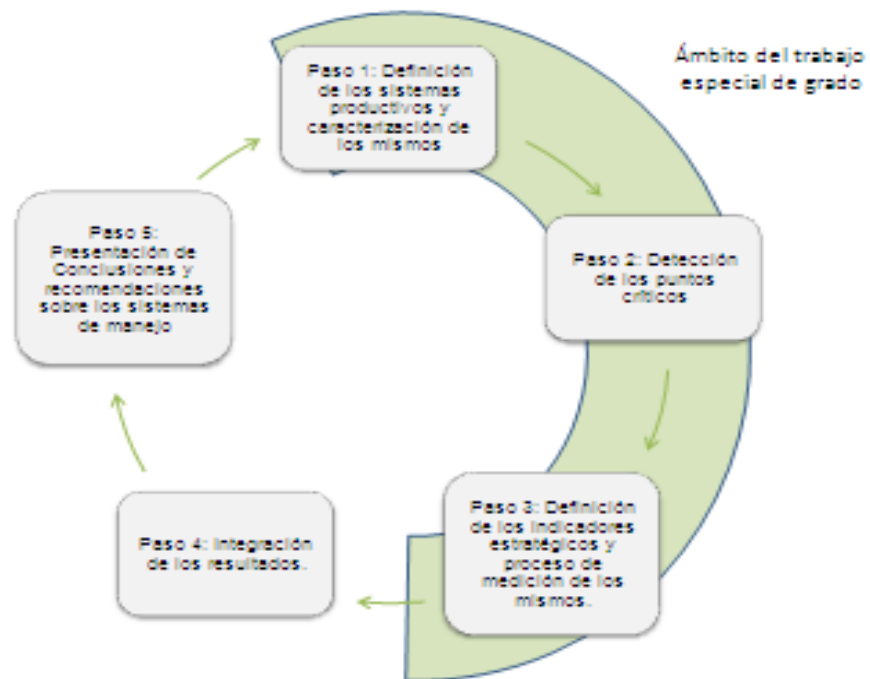 Ámbito del trabajo
especial de grado
Paso 1: Definición
de los sistemas
productivos y
caracterización de
los mismos
Paso 2: Detección
de los puntos
críticos
Paso 3: Definición
de los indicadores
estratégicos y
proceso de
medición de los
mismos.
Paso 4: Integración
de los resultados.
Paso 5:
Presentación de
Conclusiones y
recomendaciones
sobre los sistemas
de manejo